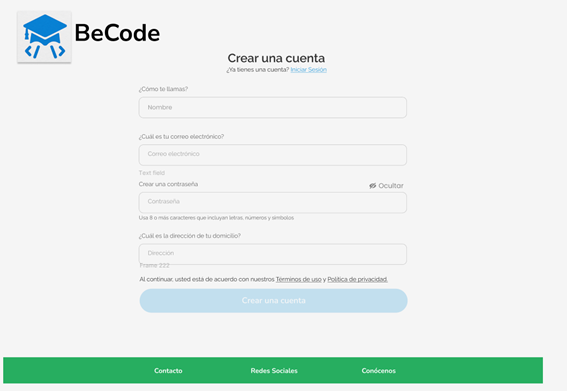 BeCode
Crear una cuenta
¿Ya tienes una cuenta? Iniciar Sesión
¿Cómo te llamas?
Nombre
¿Cuál es tu correo electrónico?
Correo electrónico
Text field
Crear una contraseña
Ocultar
Contraseña
Usa 8 o más caracteres que incluyan letras, números y símbolos
¿Cuál es la dirección de tu domicilio?
Dirección
Frame 222
Al continuar, usted está de acuerdo con nuestros Términos de uso y Política de privacidad.
Crear una cuenta
Contacto
Redes Sociales
Conócenos